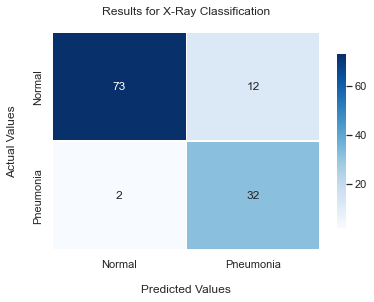 Results for X-Ray Classification
Actual Values
Normal
73
12
Pneumonia
2
32
Normal
Pneumonia
Predicted Values
60
40
20